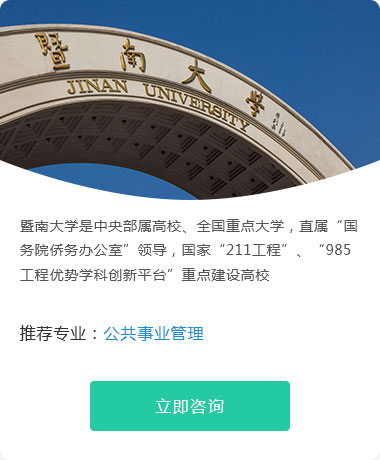 暨南大学
JINAN UNIVERSITY
暨南大学是中央部属高校、全国重点大学，直属“国
务院侨务办公室”领导，国家“211工程”、“985
工程优势学科创新平台”重点建设高校
推荐专业：公共事业管理
立即咨询